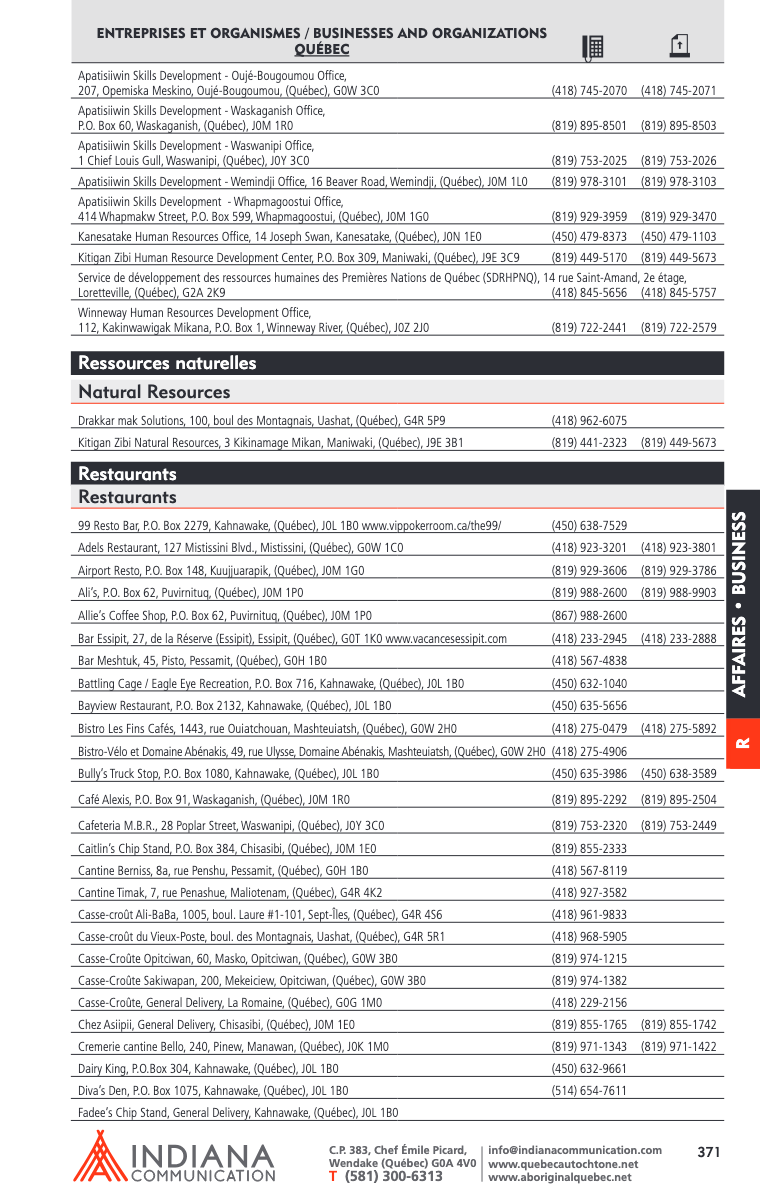 ENTREPRISES ET ORGANISMES / BUSINESSES AND ORGANIZATIONS
QUÉBEC
Apatisiiwin Skills Development - Oujé-Bougoumou Office,
207, Opemiska Meskino, Oujé-Bougoumou, (Québec), G0W 3C0 (418) 745-2070 (418) 745-2071
Apatisiiwin Skills Development - Waskaganish Office,
P.O. Box 60, Waskaganish, (Québec), J0M 1R0 (819) 895-8501 (819) 895-8503
Apatisiiwin Skills Development - Waswanipi Office,
1 Chief Louis Gull, Waswanipi, (Québec), J0Y 3C0 (819) 753-2025 (819) 753-2026
Apatisiiwin Skills Development - Wemindji Office, 16 Beaver Road, Wemindji, (Québec), J0M 1L0 (819) 978-3101 (819) 978-3103
Apatisiiwin Skills Development - Whapmagoostui Office,
414 Whapmakw Street, P.O. Box 599, Whapmagoostui, (Québec), J0M 1G0 (819) 929-3959 (819) 929-3470
Kanesatake Human Resources Office, 14 Joseph Swan, Kanesatake, (Québec), J0N 1E0 (450) 479-8373 (450) 479-1103
Kitigan Zibi Human Resource Development Center, P.O. Box 309, Maniwaki, (Québec), J9E 3C9 (819) 449-5170 (819) 449-5673
Service de développement des ressources humaines des Premières Nations de Québec (SDRHPNQ), 14 rue Saint-Amand, 2e étage,
Loretteville, (Québec), G2A 2K9 (418) 845-5656 (418) 845-5757
Winneway Human Resources Development Office,
112, Kakinwawigak Mikana, P.O. Box 1, Winneway River, (Québec), J0Z 2J0 (819) 722-2441 (819) 722-2579
Ressources naturelles
Natural Resources
Drakkar mak Solutions, 100, boul des Montagnais, Uashat, (Québec), G4R 5P9 (418) 962-6075
Kitigan Zibi Natural Resources, 3 Kikinamage Mikan, Maniwaki, (Québec), J9E 3B1 (819) 441-2323 (819) 449-5673
Restaurants
Restaurants
99 Resto Bar, P.O. Box 2279, Kahnawake, (Québec), J0L 1B0 www.vippokerroom.ca/the99/ (450) 638-7529
Adels Restaurant, 127 Mistissini Blvd., Mistissini, (Québec), G0W 1C0 (418) 923-3201 (418) 923-3801
Airport Resto, P.O. Box 148, Kuujjuarapik, (Québec), J0M 1G0 (819) 929-3606 (819) 929-3786
Ali's, P.O. Box 62, Puvirnituq, (Québec), J0M 1P0 (819) 988-2600 (819) 988-9903
Allie's Coffee Shop, P.O. Box 62, Puvirnituq, (Québec), J0M 1P0 (867) 988-2600
Bar Essipit, 27, de la Réserve (Essipit), Essipit, (Québec), G0T 1K0 www.vacancesessipit.com (418) 233-2945 (418) 233-2888
Bar Meshtuk, 45, Pisto, Pessamit, (Québec), G0H 1B0 (418) 567-4838
Battling Cage / Eagle Eye Recreation, P.O. Box 716, Kahnawake, (Québec), J0L 1B0 (450) 632-1040
Bayview Restaurant, P.O. Box 2132, Kahnawake, (Québec), J0L 1B0 (450) 635-5656
Bistro Les Fins Cafés, 1443, rue Ouiatchouan, Mashteuiatsh, (Québec), G0W 2H0 (418) 275-0479 (418) 275-5892
Bistro-Vélo et Domaine Abénakis, 49, rue Ulysse, Domaine Abénakis, Mashteuiatsh, (Québec), G0W 2H0 (418) 275-4906
Bully's Truck Stop, P.O. Box 1080, Kahnawake, (Québec), J0L 1B0 (450) 635-3986 (450) 638-3589
Café Alexis, P.O. Box 91, Waskaganish, (Québec), J0M 1R0 (819) 895-2292 (819) 895-2504
Cafeteria M.B.R., 28 Poplar Street, Waswanipi, (Québec), J0Y 3C0 (819) 753-2320 (819) 753-2449
Caitlin's Chip Stand, P.O. Box 384, Chisasibi, (Québec), J0M 1E0 (819) 855-2333
Cantine Berniss, 8a, rue Penshu, Pessamit, (Québec), G0H 1B0 (418) 567-8119
Cantine Timak, 7, rue Penashue, Maliotenam, (Québec), G4R 4K2 (418) 927-3582
Casse-croût Ali-BaBa, 1005, boul. Laure #1-101, Sept-Îles, (Québec), G4R 4S6 (418) 961-9833
Casse-croût du Vieux-Poste, boul. des Montagnais, Uashat, (Québec), G4R 5R1 (418) 968-5905
Casse-Croûte Opitciwan, 60, Masko, Opitciwan, (Québec), G0W 3B0 (819) 974-1215
Casse-Croûte Sakiwapan, 200, Mekeiciew, Opitciwan, (Québec), G0W 3B0 (819) 974-1382
Casse-Croûte, General Delivery, La Romaine, (Québec), G0G 1M0 (418) 229-2156
Chez Asiipii, General Delivery, Chisasibi, (Québec), J0M 1E0 (819) 855-1765 (819) 855-1742
Cremerie cantine Bello, 240, Pinew, Manawan, (Québec), J0K 1M0 (819) 971-1343 (819) 971-1422
Dairy King, P.O.Box 304, Kahnawake, (Québec), J0L 1B0 (450) 632-9661
Diva's Den, P.O. Box 1075, Kahnawake, (Québec), J0L 1B0 (514) 654-7611
Fadee's Chip Stand, General Delivery, Kahnawake, (Québec), J0L 1B0
AFFAIRES • BUSINESS
R
INDIANA
COMMUNICATION
C.P. 383, Chef Émile Picard,
Wendake (Québec) G0A 4V0
T (581) 300-6313
info@indianacommunication.com
www.quebecautochtone.net
www.aboriginalquebec.net
371